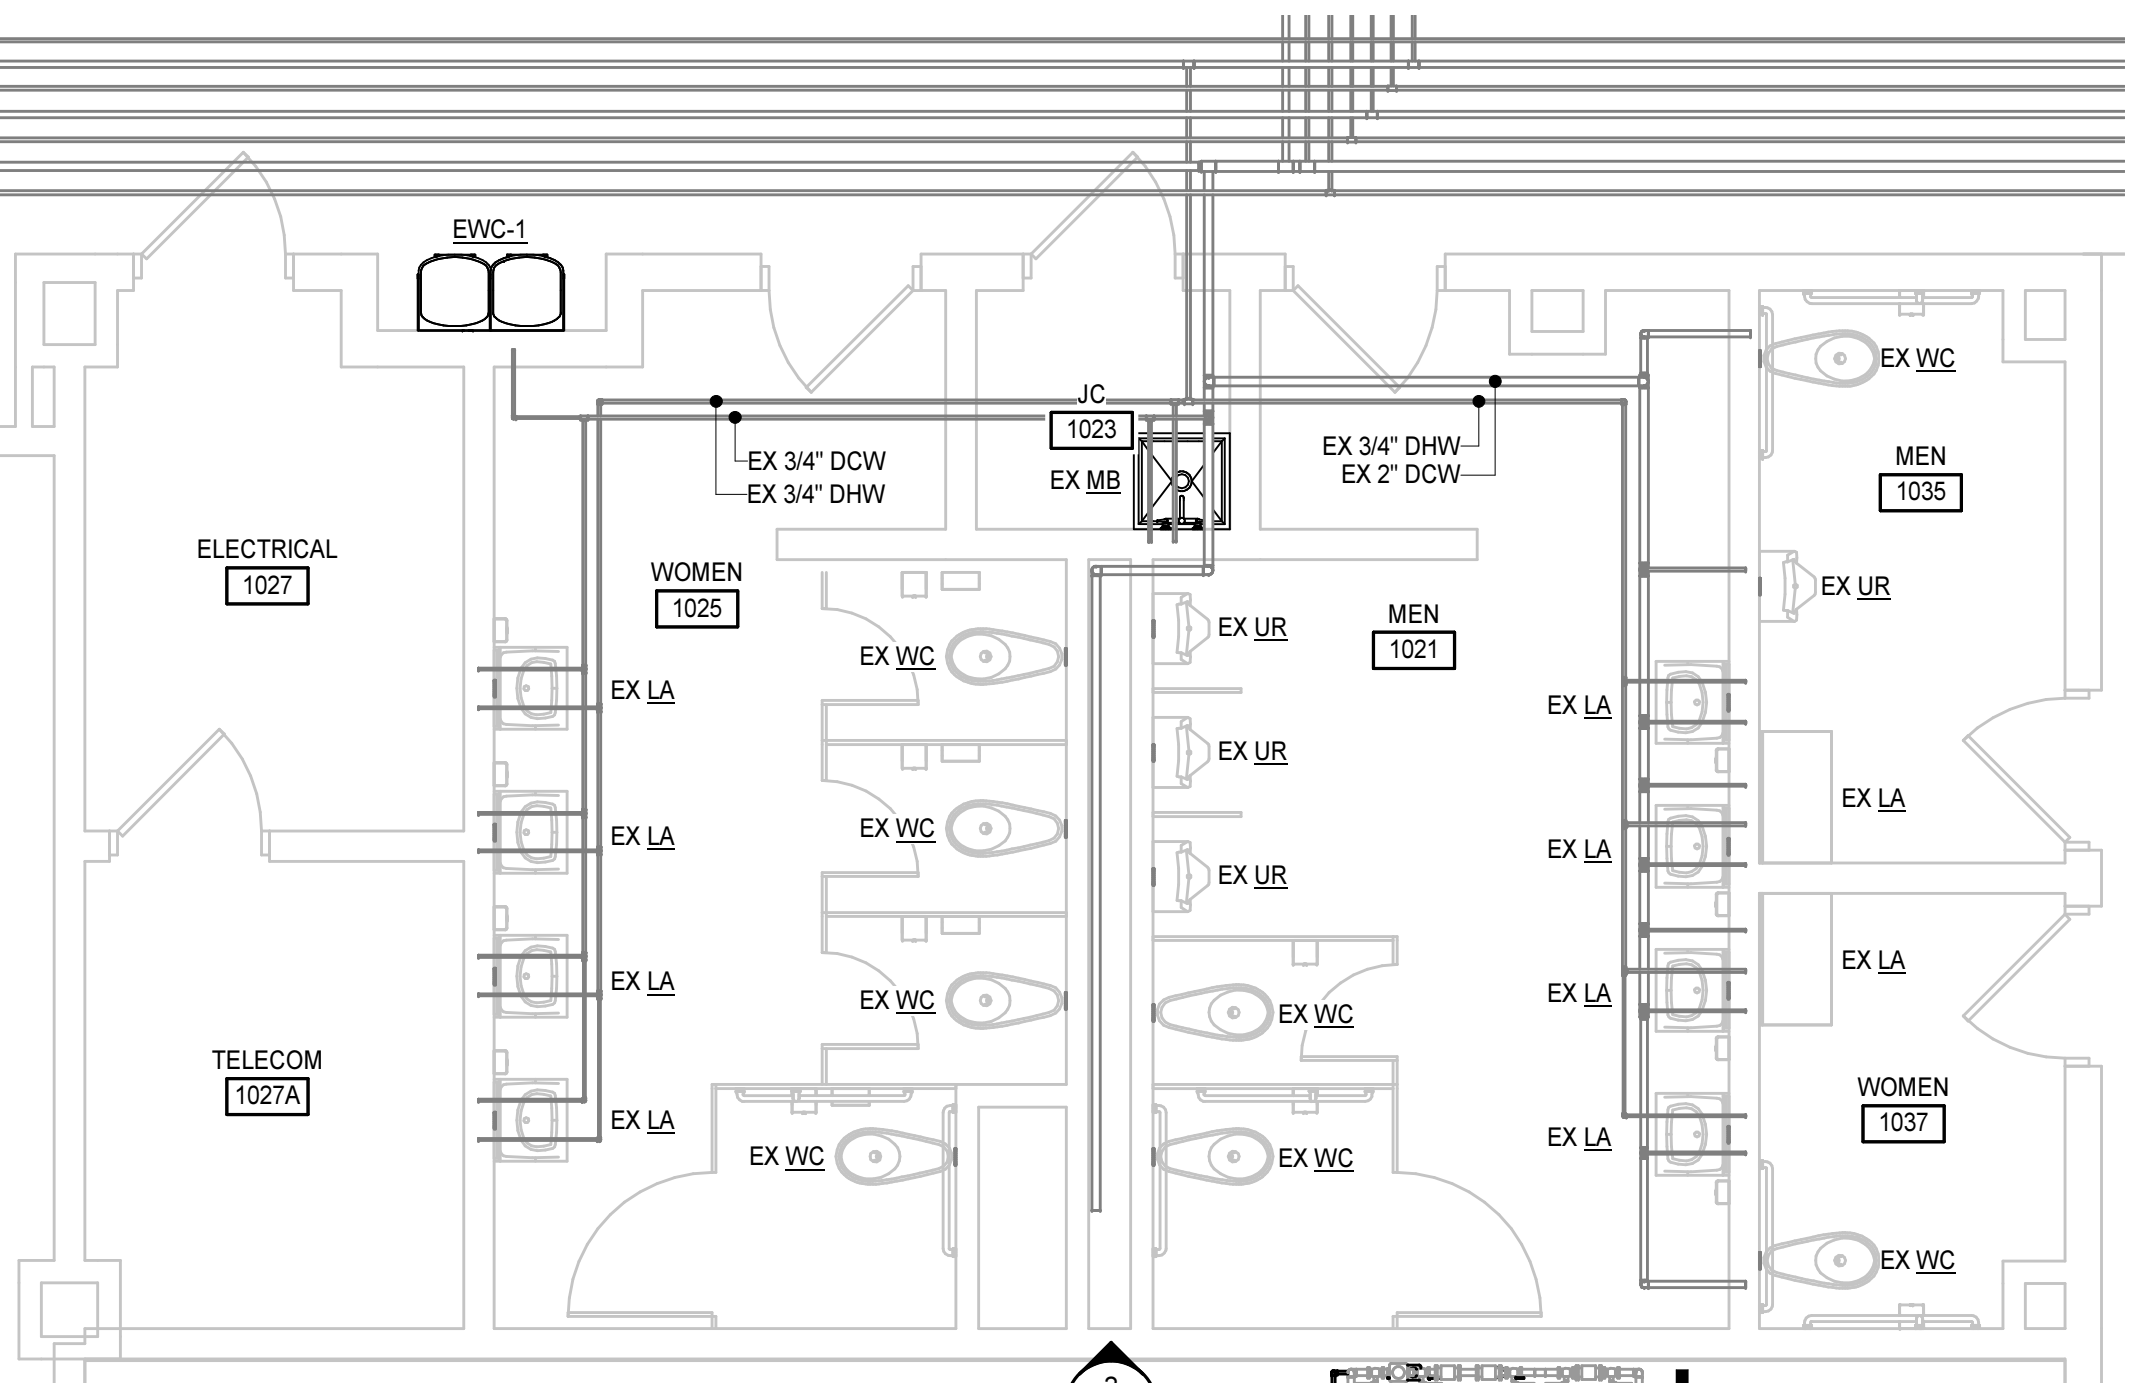 EWC-1
EX WC
JC
1023
EX 3/4" DCW
EX 3/4" DHW
EX MB
EX 3/4" DHW
EX 2" DCW
MEN
1035
ELECTRICAL
1027
WOMEN
1025
EX UR
MEN
1021
EX UR
EX WC
EX LA
EX LA
EX UR
EX LA
EX WC
EX LA
EX LA
EX UR
EX LA
EX LA
EX WC
EX WC
EX LA
TELECOM
1027A
WOMEN
1037
EX LA
EX LA
EX WC
EX WC
EX WC